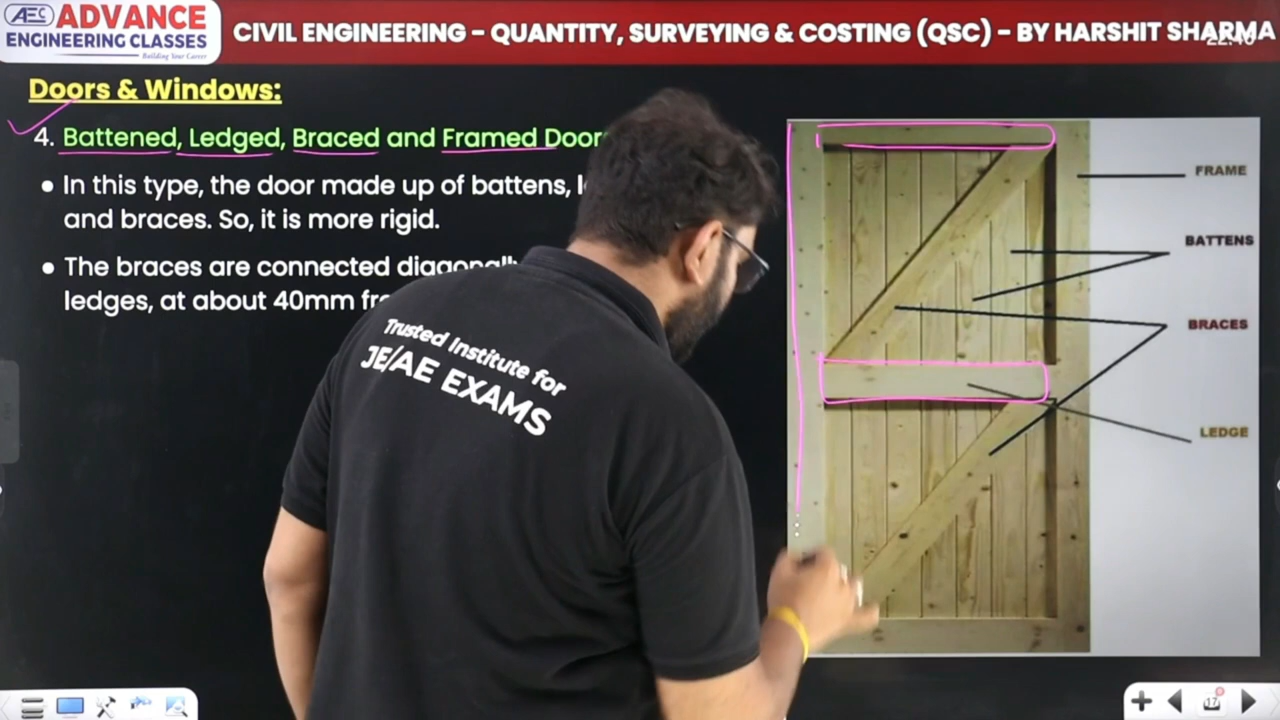 AEC ADVANCE
ENGINEERING CLASSES
Building Your Career
CIVIL ENGINEERING – QUANTITY, SURVEYING & COSTING (QSC) – BY HARSHIT SHARMA
Doors & Windows:
4. Battened, Ledged, Braced and Framed Door
• In this type, the door made up of battens,
and braces. So, it is more rigid.
• The braces are connected diagonally
ledges, at about 40mm
Trusted Institute for
JE/AE EXAMS
FRAME
BATTENS
BRACES
LEDGE
17